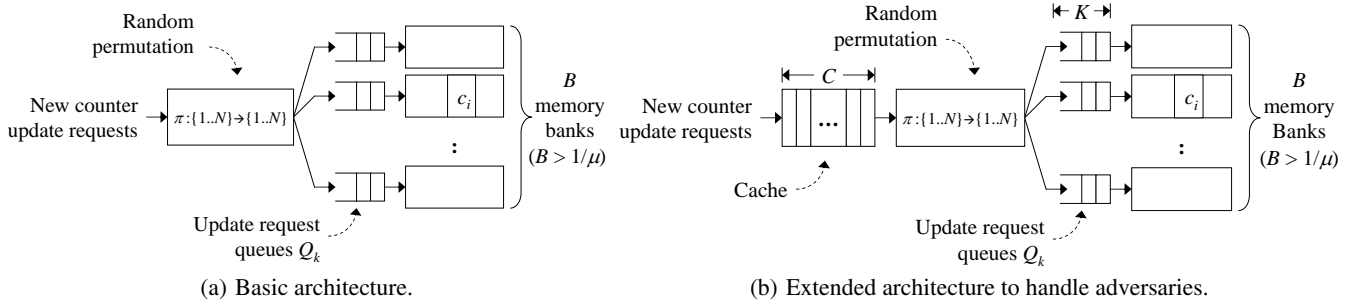 Random
permutation
New counter
update requests
π:{1..N}→{1..N}
c_i
:
B
memory
banks
(B > 1/μ)
Update request
queues Q_k
(a) Basic architecture.
K
Random
permutation
C
New counter
update requests
...
π:{1..N}→{1..N}
c_i
:
B
memory
Banks
(B > 1/μ)
Cache
Update request
queues Q_k
(b) Extended architecture to handle adversaries.